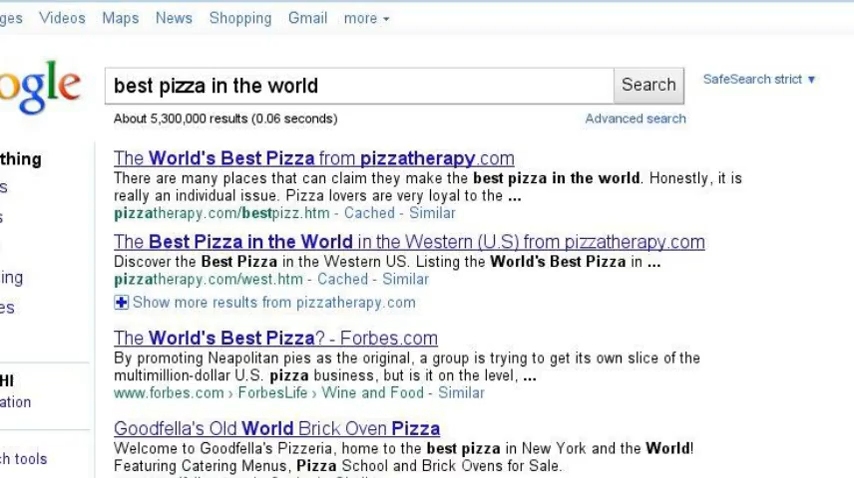 ges Videos Maps News Shopping Gmail more
ogle
best pizza in the world Search SafeSearch strict ▼
About 5,300,000 results (0.06 seconds) Advanced search
thing
The World's Best Pizza from pizzatherapy.com
There are many places that can claim they make the best pizza in the world. Honestly, it is
really an individual issue. Pizza lovers are very loyal to the ...
pizzatherapy.com/bestpizz.htm - Cached - Similar
The Best Pizza in the World in the Western (U.S) from pizzatherapy.com
Discover the Best Pizza in the Western US. Listing the World's Best Pizza in ...
pizzatherapy.com/west.htm - Cached - Similar
Show more results from pizzatherapy.com
The World's Best Pizza? - Forbes.com
By promoting Neapolitan pies as the original, a group is trying to get its own slice of the
multimillion-dollar U.S. pizza business, but is it on the level, ...
www.forbes.com › ForbesLife › Wine and Food - Similar
Goodfella's Old World Brick Oven Pizza
Welcome to Goodfella's Pizzeria, home to the best pizza in New York and the World!
Featuring Catering Menus, Pizza School and Brick Ovens for Sale.
s
s
ing
es
HI
ation
ch tools